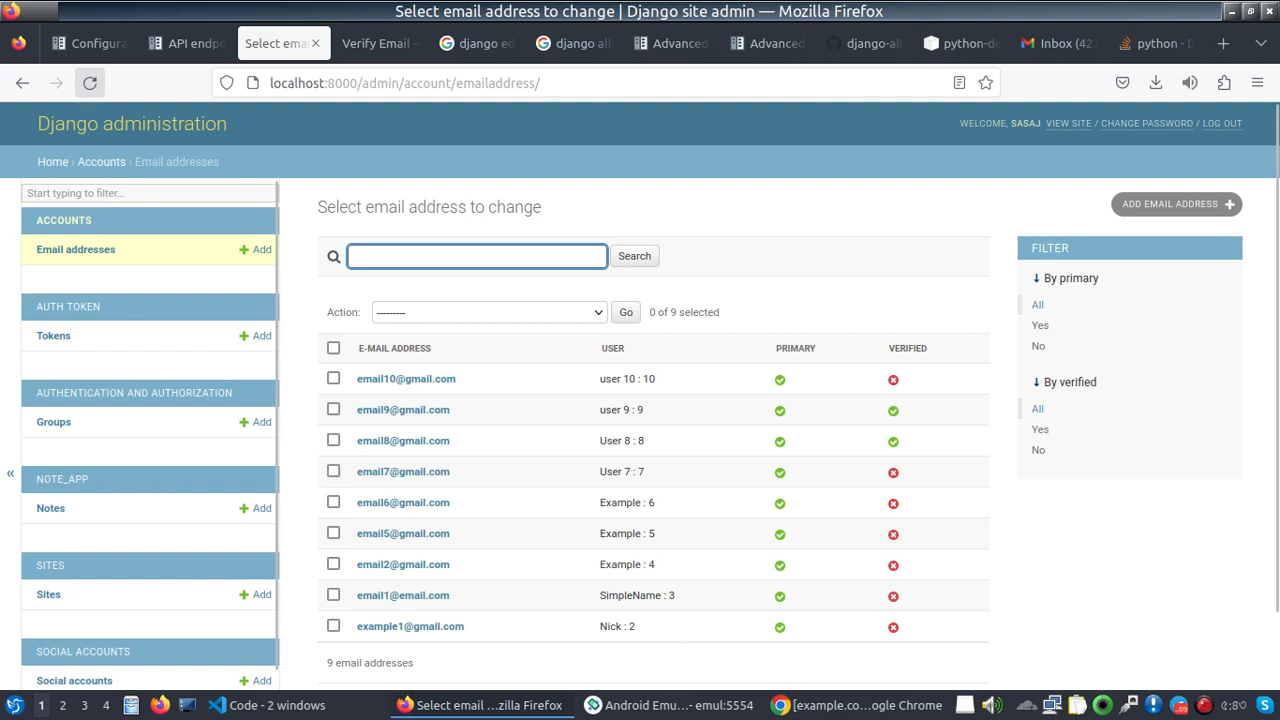 Select email address to change | Django site admin — Mozilla Firefox
Configura
API endpo
Select ema
Verify Email -
django ed
django all
Advanced
Advanced
django-all
python-de
Inbox (427
python - D
localhost:8000/admin/account/emailaddress/
Django administration
WELCOME, SASAJ. VIEW SITE / CHANGE PASSWORD / LOG OUT
Home › Accounts › Email addresses
Start typing to filter...
ACCOUNTS
Email addresses + Add
AUTH TOKEN
Tokens + Add
AUTHENTICATION AND AUTHORIZATION
Groups + Add
NOTE_APP
Notes + Add
SITES
Sites + Add
SOCIAL ACCOUNTS
Social accounts + Add
«
Select email address to change
ADD EMAIL ADDRESS +
Search
Action: --------- Go 0 of 9 selected
E-MAIL ADDRESS USER PRIMARY VERIFIED
email10@gmail.com user 10 : 10
email9@gmail.com user 9 : 9
email8@gmail.com User 8 : 8
email7@gmail.com User 7 : 7
email6@gmail.com Example : 6
email5@gmail.com Example : 5
email2@gmail.com Example : 4
email1@email.com SimpleName : 3
example1@gmail.com Nick : 2
9 email addresses
FILTER
↓ By primary
All
Yes
No
↓ By verified
All
Yes
No
1 2 3 4 Code - 2 windows Select email ...zilla Firefox Android Emu...- emul:5554 [example.co...ogle Chrome